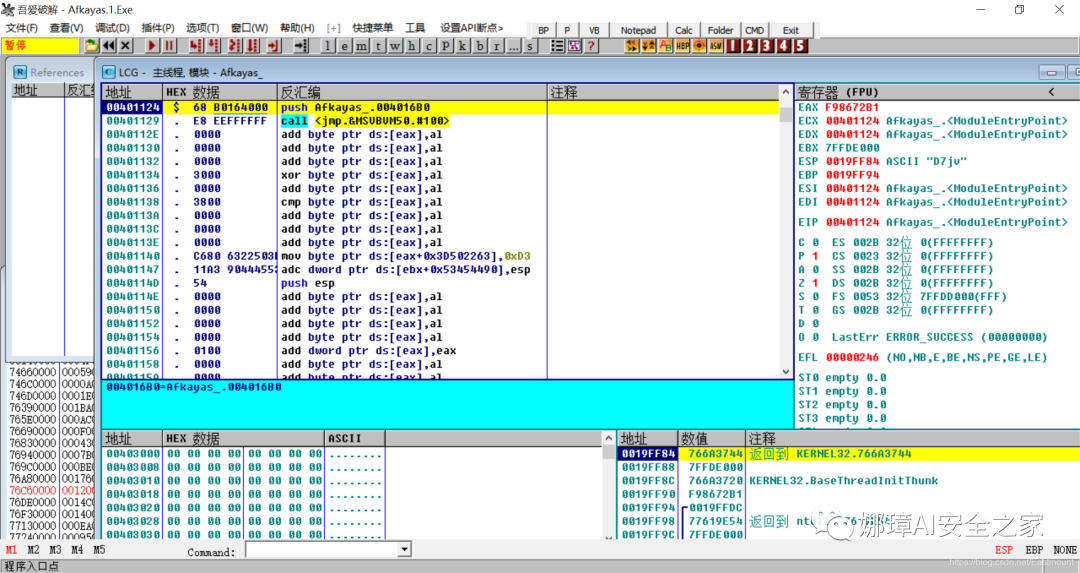 吾爱破解 - Afkayas.1.Exe
文件(F) 查看(V) 调试(D) 插件(P) 选项(T) 窗口(W) 帮助(H) [+] 快捷菜单 工具 设置API断点> BP P VB Notepad Calc Folder CMD Exit
暂停 l e m t w h c p k b r ... s ? HBP ASM 1 2 3 4 5
References
LCG - 主线程, 模块 - Afkayas_
地址 反汇编
地址 HEX 数据 反汇编 注释
00401124 $ 68 B0164000 push Afkayas_.004016B0
00401129 . E8 EEFFFFFF call <jmp.&MSVBVM50.#100>
0040112E . 0000 add byte ptr ds:[eax],al
00401130 . 0000 add byte ptr ds:[eax],al
00401132 . 0000 add byte ptr ds:[eax],al
00401134 . 3000 xor byte ptr ds:[eax],al
00401136 . 0000 add byte ptr ds:[eax],al
00401138 . 3800 cmp byte ptr ds:[eax],al
0040113A . 0000 add byte ptr ds:[eax],al
0040113C . 0000 add byte ptr ds:[eax],al
0040113E . 0000 add byte ptr ds:[eax],al
00401140 . C680 6322503D mov byte ptr ds:[eax+0x3D502263],0xD3
00401147 . 11A3 90444553 adc dword ptr ds:[ebx+0x53454490],esp
0040114D . 54 push esp
0040114E . 0000 add byte ptr ds:[eax],al
00401150 . 0000 add byte ptr ds:[eax],al
00401152 . 0000 add byte ptr ds:[eax],al
00401154 . 0000 add byte ptr ds:[eax],al
00401156 . 0100 add dword ptr ds:[eax],eax
00401158 . 0000 add byte ptr ds:[eax],al
004016B0=Afkayas_.004016B0
寄存器 (FPU) <
EAX F98672B1
ECX 00401124 Afkayas_.<ModuleEntryPoint>
EDX 00401124 Afkayas_.<ModuleEntryPoint>
EBX 7FFDE000
ESP 0019FF84 ASCII "D7jv"
EBP 0019FF94
ESI 00401124 Afkayas_.<ModuleEntryPoint>
EDI 00401124 Afkayas_.<ModuleEntryPoint>
EIP 00401124 Afkayas_.<ModuleEntryPoint>
C 0 ES 002B 32位 0(FFFFFFFF)
P 1 CS 0023 32位 0(FFFFFFFF)
A 0 SS 002B 32位 0(FFFFFFFF)
Z 1 DS 002B 32位 0(FFFFFFFF)
S 0 FS 0053 32位 7FFDD000(FFF)
T 0 GS 002B 32位 0(FFFFFFFF)
D 0
O 0 LastErr ERROR_SUCCESS (00000000)
EFL 00000246 (NO,NB,E,BE,NS,PE,GE,LE)
ST0 empty 0.0
ST1 empty 0.0
ST2 empty 0.0
ST3 empty 0.0
74660000 000590
746C0000 0000A0
746D0000 0001E0
76390000 001BA0
765E0000 000AC0
76690000 000F00
76830000 000430
76940000 0007B0
769C0000 000BE0
76A80000 001760
76C60000 001200
76DE0000 0014C0
76F30000 001400
77130000 000EA0
77240000 000950
地址 HEX 数据 ASCII
00403000 00 00 00 00 00 00 00 00 ........
00403008 00 00 00 00 00 00 00 00 ........
00403010 00 00 00 00 00 00 00 00 ........
00403018 00 00 00 00 00 00 00 00 ........
00403020 00 00 00 00 00 00 00 00 ........
00403028 00 00 00 00 00 00 00 00 ........
00403030 00 00 00 00 00 00 00 00 ........
地址 数值 注释
0019FF84 766A3744 返回到 KERNEL32.766A3744
0019FF88 7FFDE000
0019FF8C 766A3720 KERNEL32.BaseThreadInitThunk
0019FF90 F98672B1
0019FF94 0019FFDC
0019FF98 77619E54 返回到
0019FF9C 7FFDE000
娜璋AI安全之家
M1 M2 M3 M4 M5 Command: ESP EBP NONE
程序入口点
https://blog.csdn.net/Eastmount